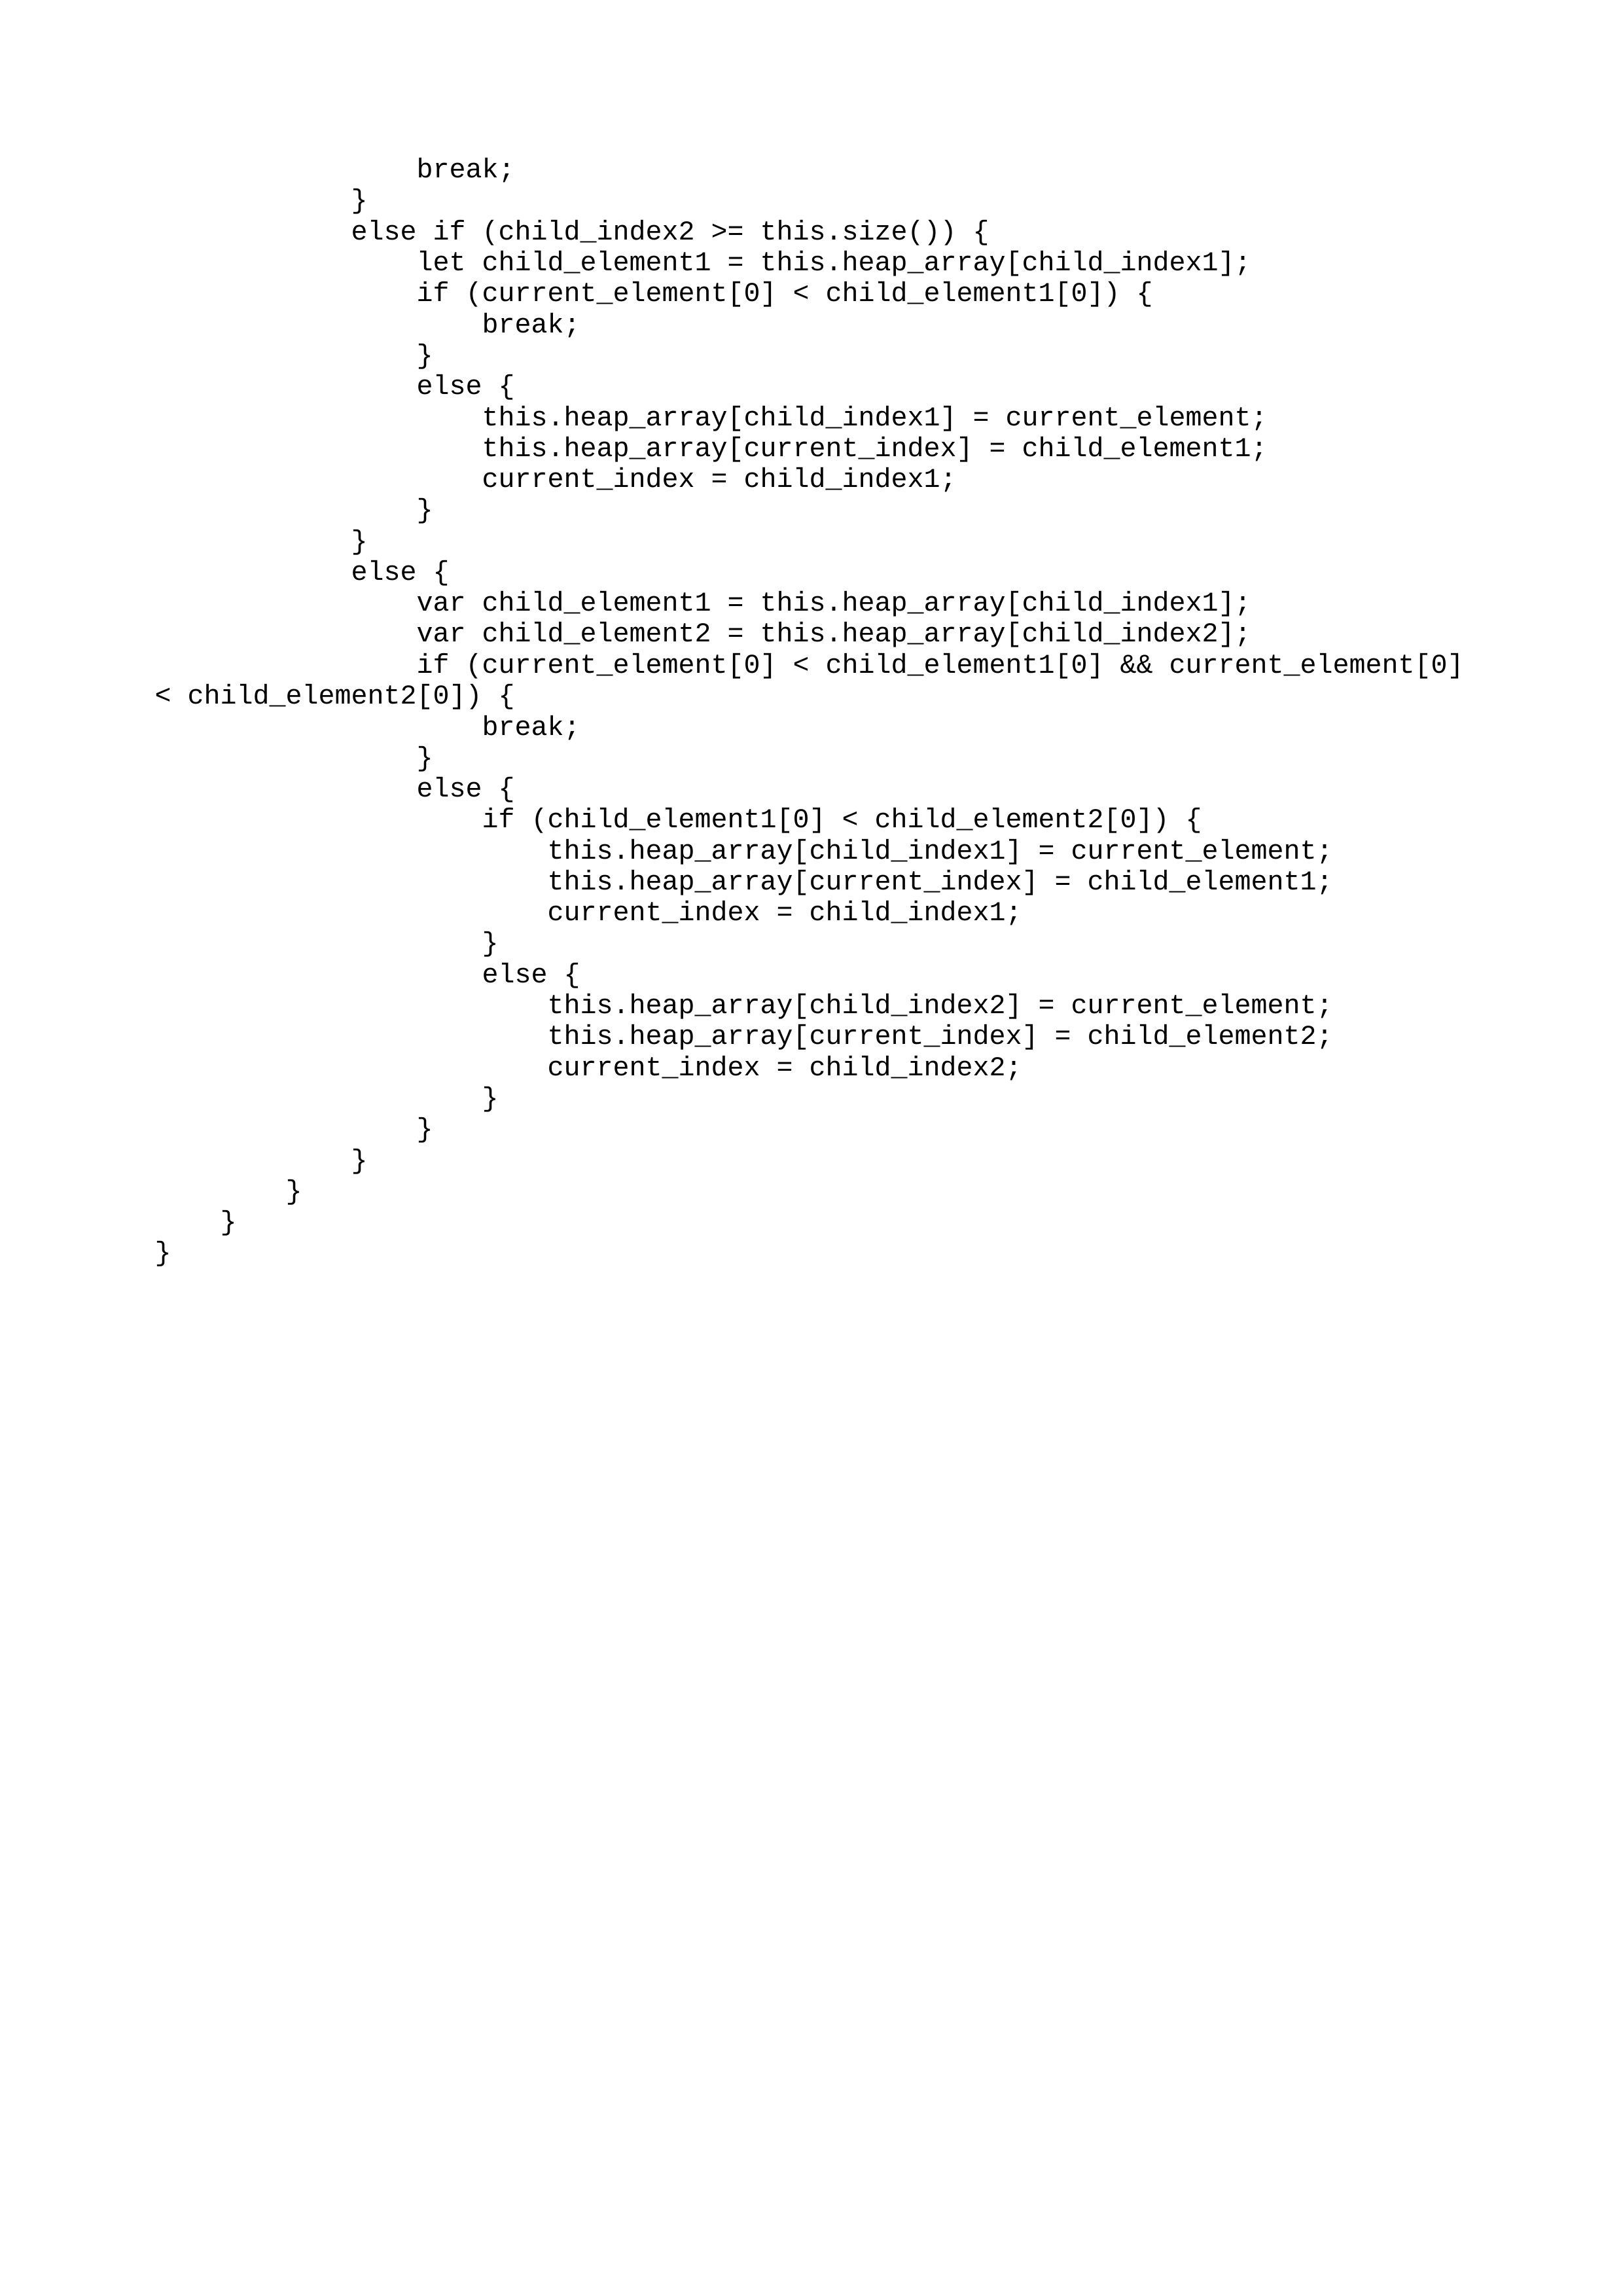 break;
            }
            else if (child_index2 >= this.size()) {
                let child_element1 = this.heap_array[child_index1];
                if (current_element[0] < child_element1[0]) {
                    break;
                }
                else {
                    this.heap_array[child_index1] = current_element;
                    this.heap_array[current_index] = child_element1;
                    current_index = child_index1;
                }
            }
            else {
                var child_element1 = this.heap_array[child_index1];
                var child_element2 = this.heap_array[child_index2];
                if (current_element[0] < child_element1[0] && current_element[0]
< child_element2[0]) {
                    break;
                }
                else {
                    if (child_element1[0] < child_element2[0]) {
                        this.heap_array[child_index1] = current_element;
                        this.heap_array[current_index] = child_element1;
                        current_index = child_index1;
                    }
                    else {
                        this.heap_array[child_index2] = current_element;
                        this.heap_array[current_index] = child_element2;
                        current_index = child_index2;
                    }
                }
            }
        }
    }
}